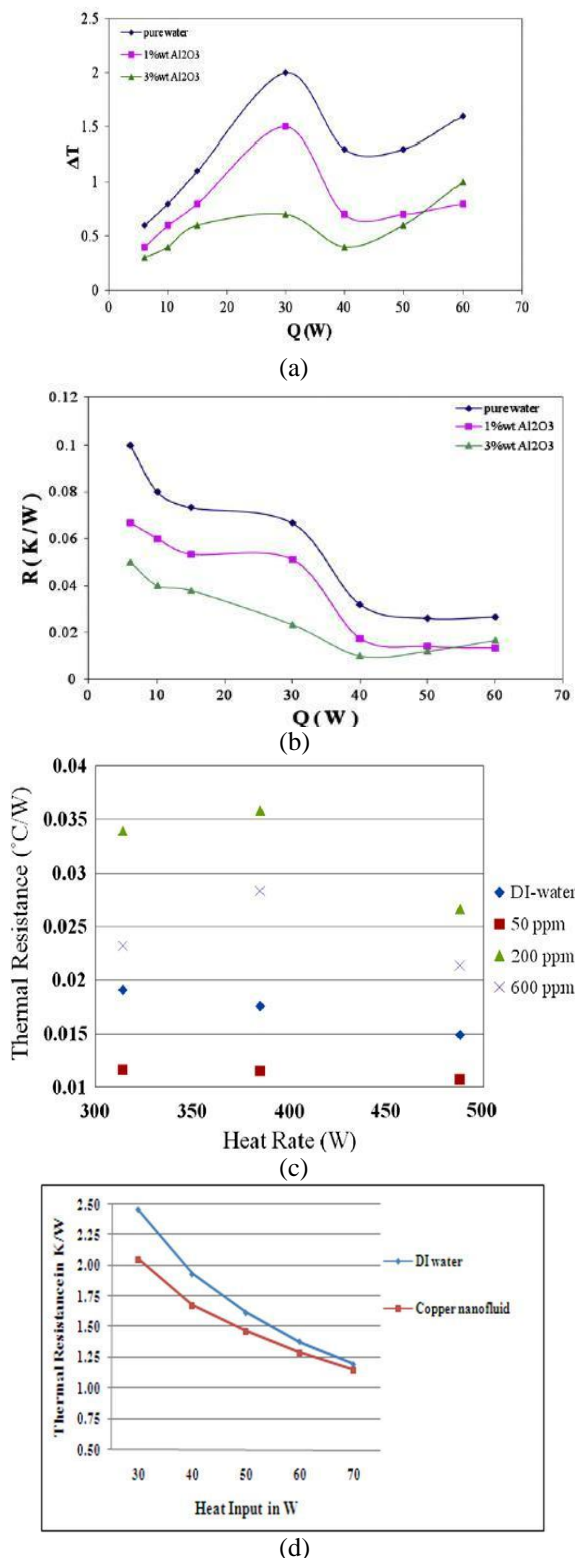 2.5
pure water
1%wt Al2O3
3%wt Al2O3
2
1.5
ΔT
1
0.5
0
0 10 20 30 40 50 60 70
Q (W)
(a)
0.12
pure water
1%wt Al2O3
3%wt Al2O3
0.1
0.08
R ( K / W )
0.06
0.04
0.02
0
0 10 20 30 40 50 60 70
Q ( W )
(b)
0.04
0.035
0.03
Thermal Resistance (˚C/W)
0.025
0.02
0.015
0.01
DI-water
50 ppm
200 ppm
600 ppm
300 350 400 450 500
Heat Rate (W)
(c)
2.50
2.25
2.00
1.75
1.50
1.25
1.00
0.75
0.50
Thermal Resistance in K/W
DI water
Copper nanofluid
30 40 50 60 70
Heat Input in W
(d)